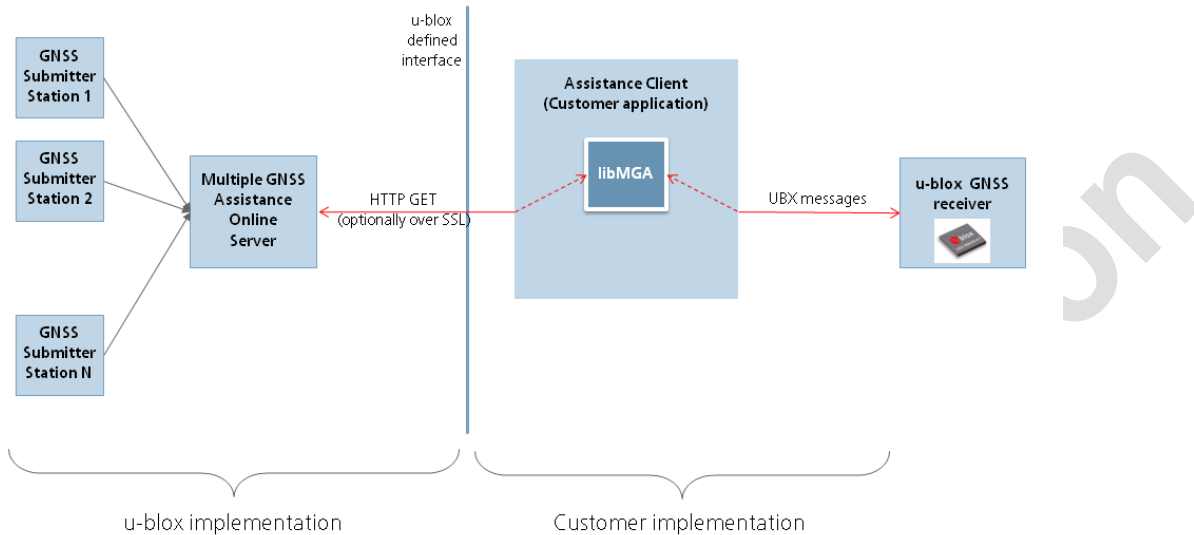 u-blox
defined
interface
GNSS
Submitter
Station 1
GNSS
Submitter
Station 2
GNSS
Submitter
Station N
Multiple GNSS
Assistance
Online
Server
HTTP GET
(optionally over SSL)
Assistance Client
(Customer application)
libMGA
UBX messages
u-blox GNSS
receiver
u-blox implementation
Customer implementation